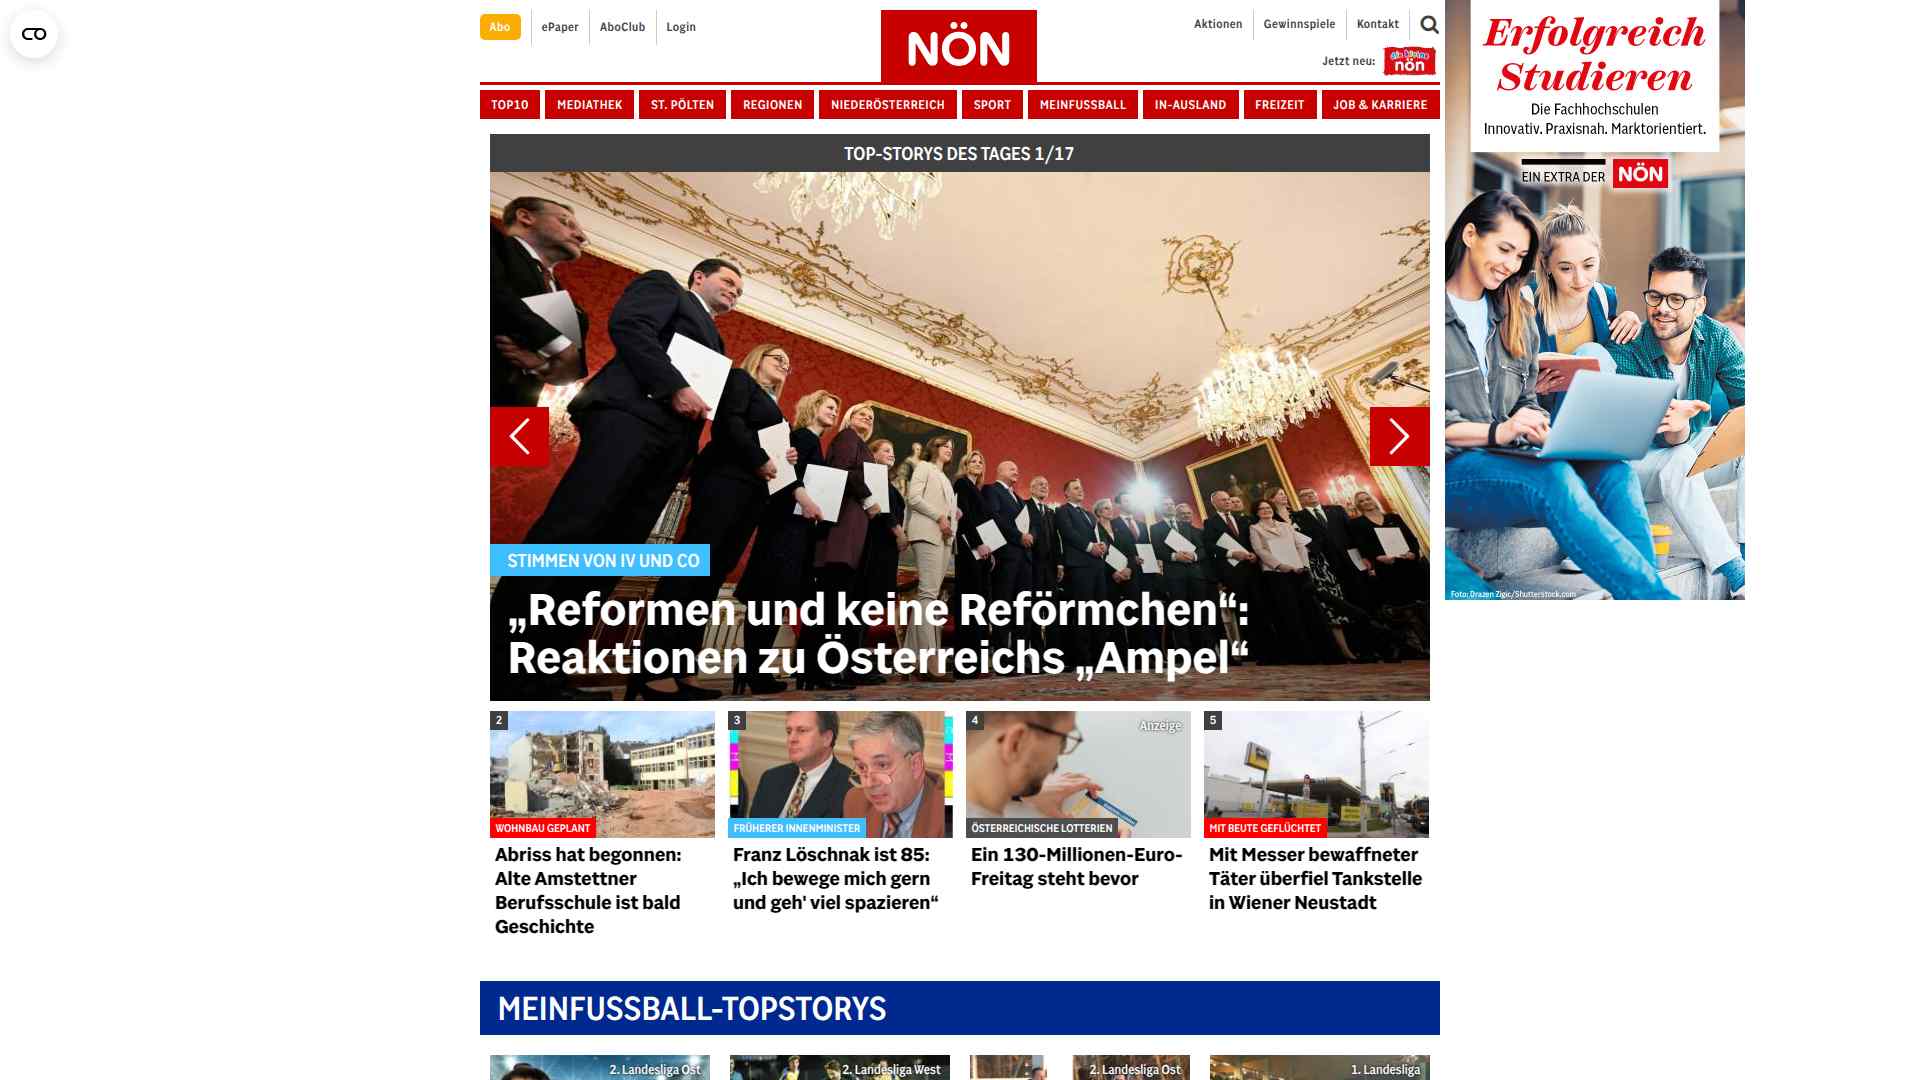 Abo
ePaper
AboClub
Login
NÖN
Aktionen
Gewinnspiele
Kontakt
Jetzt neu:
die kleine
nön
TOP10
MEDIATHEK
ST. PÖLTEN
REGIONEN
NIEDERÖSTERREICH
SPORT
MEINFUSSBALL
IN-AUSLAND
FREIZEIT
JOB & KARRIERE
TOP-STORYS DES TAGES 1/17
STIMMEN VON IV UND CO
„Reformen und keine Reförmchen“:
Reaktionen zu Österreichs „Ampel“
2
WOHNBAU GEPLANT
Abriss hat begonnen:
Alte Amstettner
Berufsschule ist bald
Geschichte
3
FRÜHERER INNENMINISTER
Franz Löschnak ist 85:
„Ich bewege mich gern
und geh' viel spazieren“
4
Anzeige
ÖSTERREICHISCHE LOTTERIEN
Ein 130-Millionen-Euro-
Freitag steht bevor
5
MIT BEUTE GEFLÜCHTET
Mit Messer bewaffneter
Täter überfiel Tankstelle
in Wiener Neustadt
MEINFUSSBALL-TOPSTORYS
2. Landesliga Ost
2. Landesliga West
2. Landesliga Ost
1. Landesliga
Erfolgreich
Studieren
Die Fachhochschulen
Innovativ. Praxisnah. Marktorientiert.
EIN EXTRA DER
NÖN
Foto: Drazen Zigic/Shutterstock.com